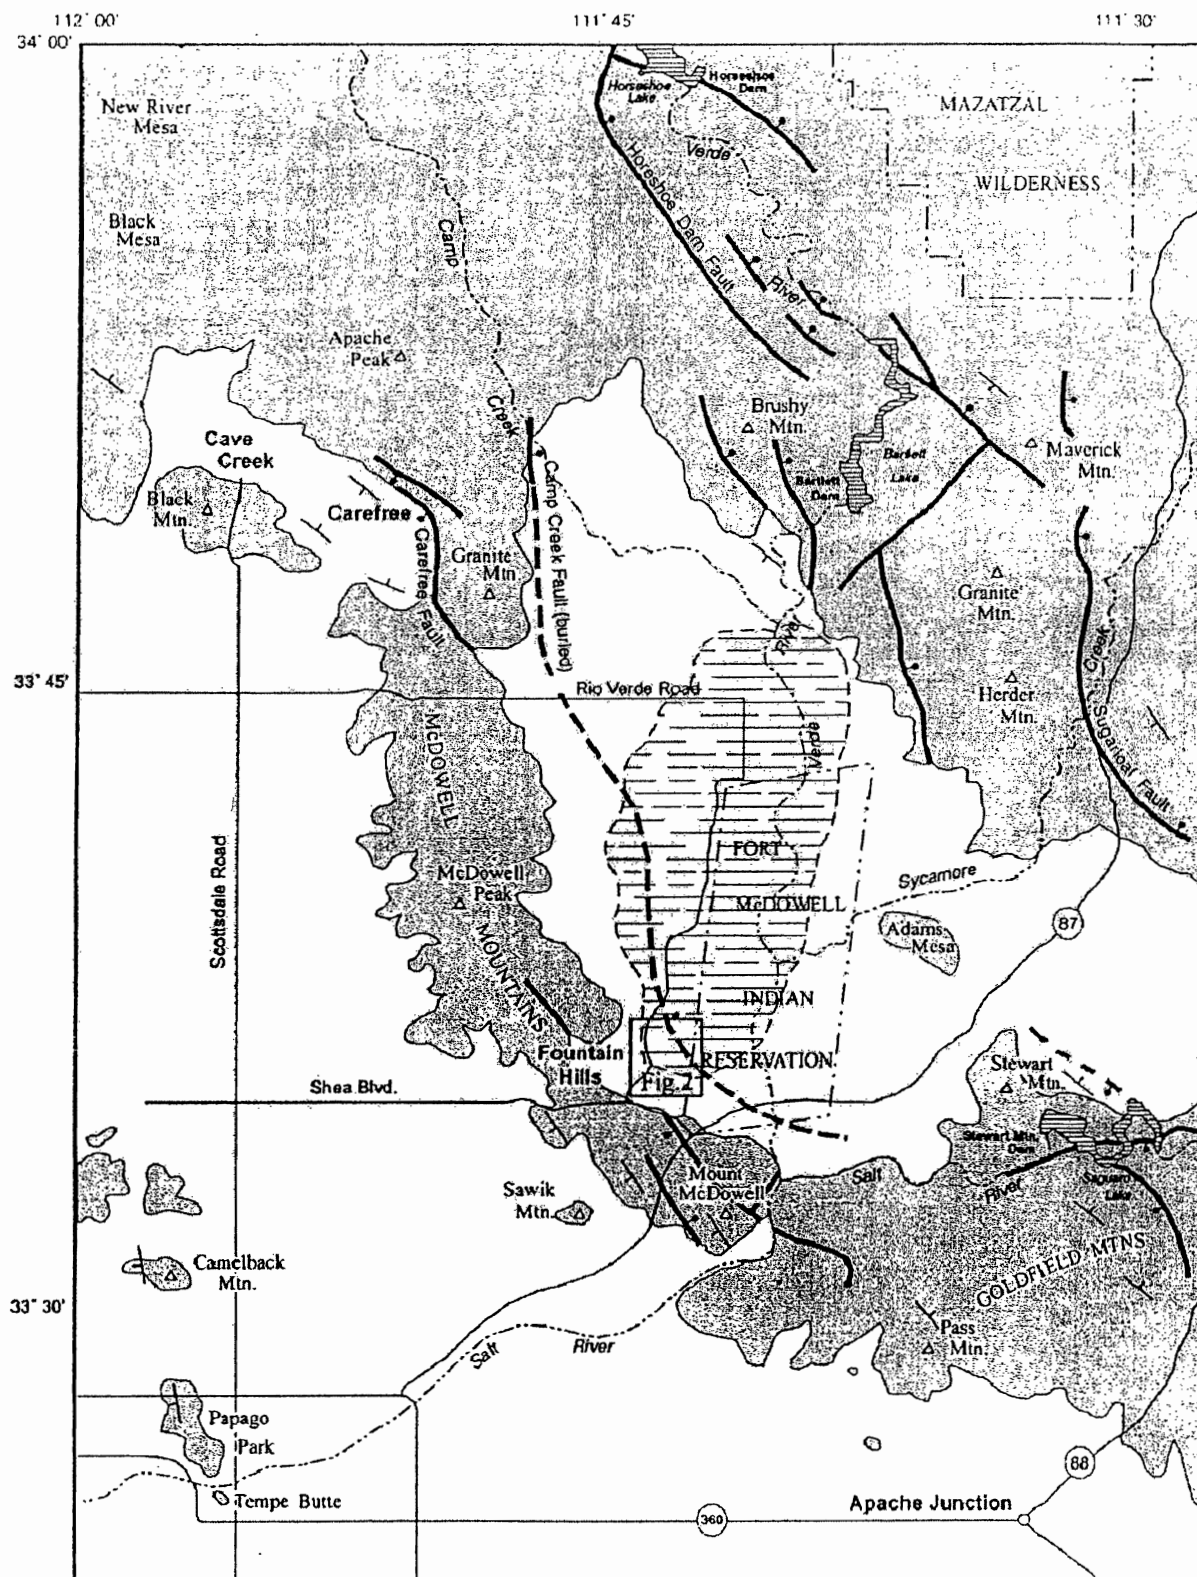 112° 00'
111° 45'
111° 30'
34° 00'
New River
Mesa
Horseshoe
Lake
Horseshoe
Dam
MAZATZAL
WILDERNESS
Verde
River
Horeshoe Dam Fault
Black
Mesa
Camp
Creek
Apache
Peak
Cave
Creek
Black
Mtn.
Carefree
Carefree Fault
Granite
Mtn
Camp Creek Fault (buried)
Brushy
Mtn.
Bartlett
Dam
Bartlett
Lake
Maverick
Mtn.
Granite
Mtn.
Herder
Mtn.
Creek
Sugarloaf Fault
33° 45'
Rio Verde Road
River
Verde
McDOWELL
MOUNTAINS
McDowell
Peak
Scottsdale Road
FORT
McDOWELL
INDIAN
RESERVATION
Sycamore
Adams
Mesa
87
Fountain
Hills
Fig.2
Shea Blvd.
Stewart
Mtn.
Stewart Mtn.
Dam
Saguaro
Lake
Salt
River
Mount
McDowell
Sawik
Mtn.
Camelback
Mtn.
GOLDFIELD MTNS
33° 30'
Pass
Mtn.
Salt
River
Papago
Park
Tempe Butte
88
Apache Junction
360